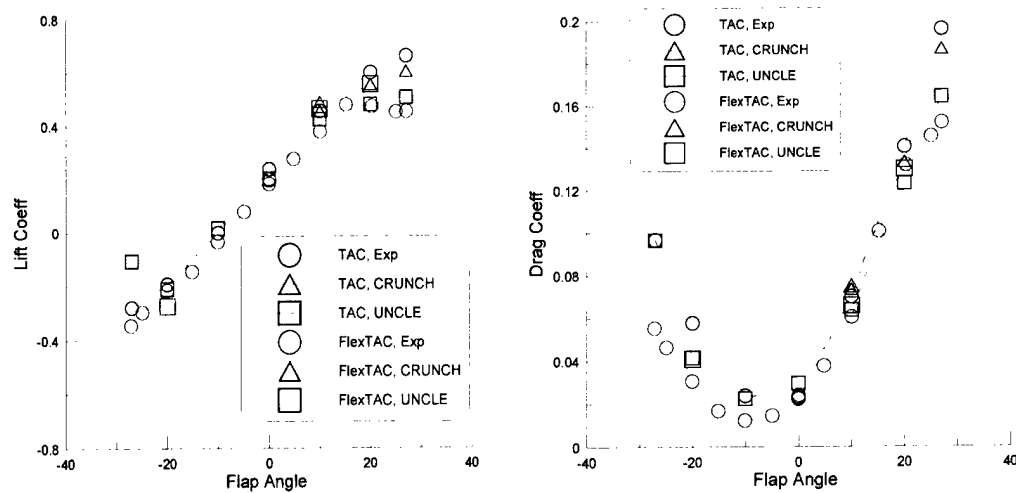 0.8
0.4
0
-0.4
-0.8
Lift Coeff
-40
-20
0
20
40
Flap Angle
TAC, Exp
TAC, CRUNCH
TAC, UNCLE
FlexTAC, Exp
FlexTAC, CRUNCH
FlexTAC, UNCLE
0.2
0.16
0.12
0.08
0.04
0
Drag Coeff
-40
-20
0
20
40
Flap Angle
TAC, Exp
TAC, CRUNCH
TAC, UNCLE
FlexTAC, Exp
FlexTAC, CRUNCH
FlexTAC, UNCLE